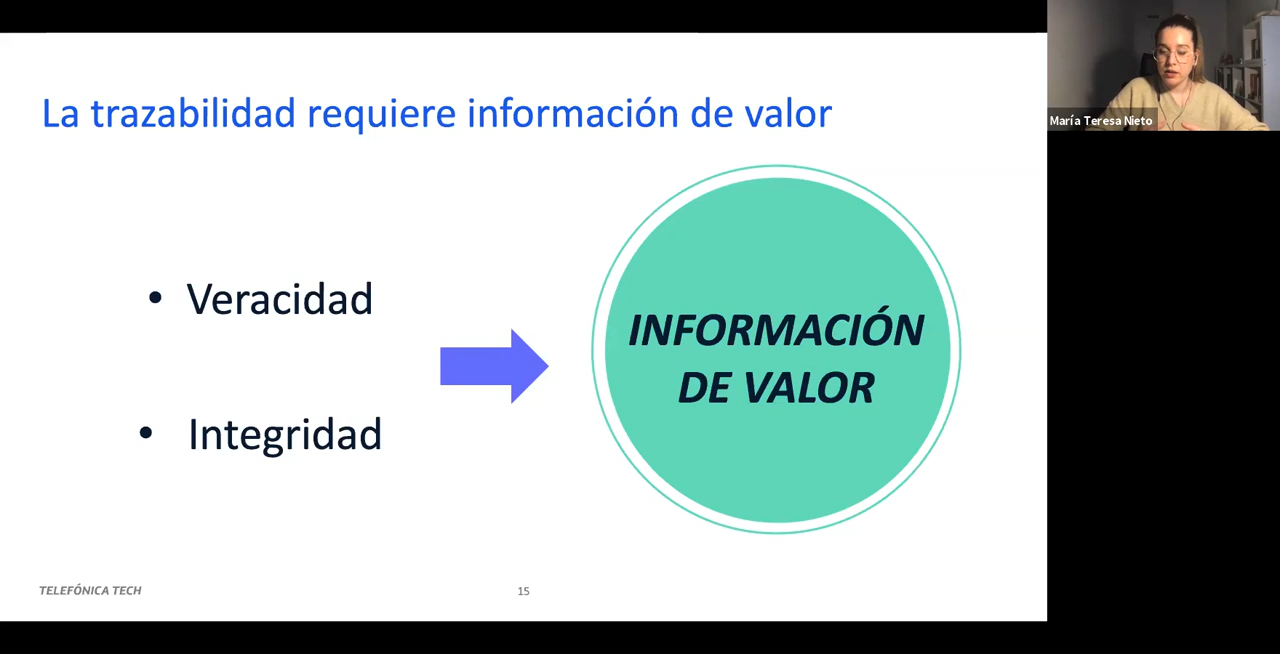 La trazabilidad requiere información de valor
María Teresa Nieto
• Veracidad
• Integridad
INFORMACIÓN
DE VALOR
TELEFÓNICA TECH
15